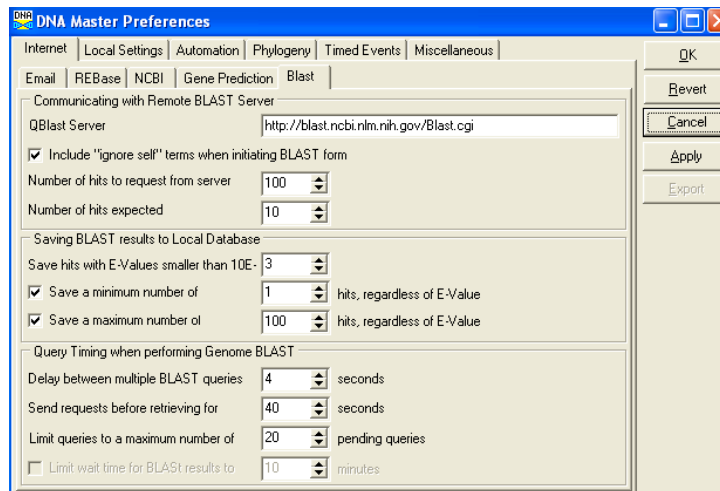 DNA DNA Master Preferences
Internet Local Settings Automation Phylogeny Timed Events Miscellaneous
Email REBase NCBI Gene Prediction Blast
OK
Revert
Cancel
Apply
Export
Communicating with Remote BLAST Server
QBlast Server http://blast.ncbi.nlm.nih.gov/Blast.cgi
Include "ignore self" terms when initiating BLAST form
Number of hits to request from server 100
Number of hits expected 10
Saving BLAST results to Local Database
Save hits with E-Values smaller than 10E- 3
Save a minimum number of 1 hits, regardless of E-Value
Save a maximum number of 100 hits, regardless of E-Value
Query Timing when performing Genome BLAST
Delay between multiple BLAST queries 4 seconds
Send requests before retrieving for 40 seconds
Limit queries to a maximum number of 20 pending queries
Limit wait time for BLASt results to 10 minutes